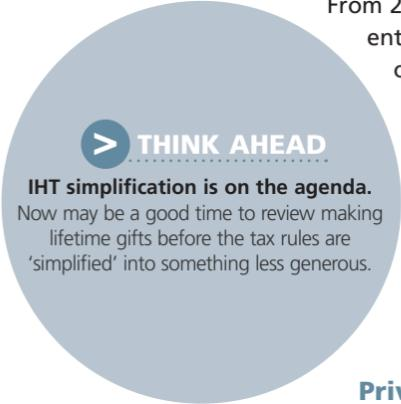 From 2
ent
> THINK AHEAD
IHT simplification is on the agenda.
Now may be a good time to review making
lifetime gifts before the tax rules are
‘simplified’ into something less generous.
Priv